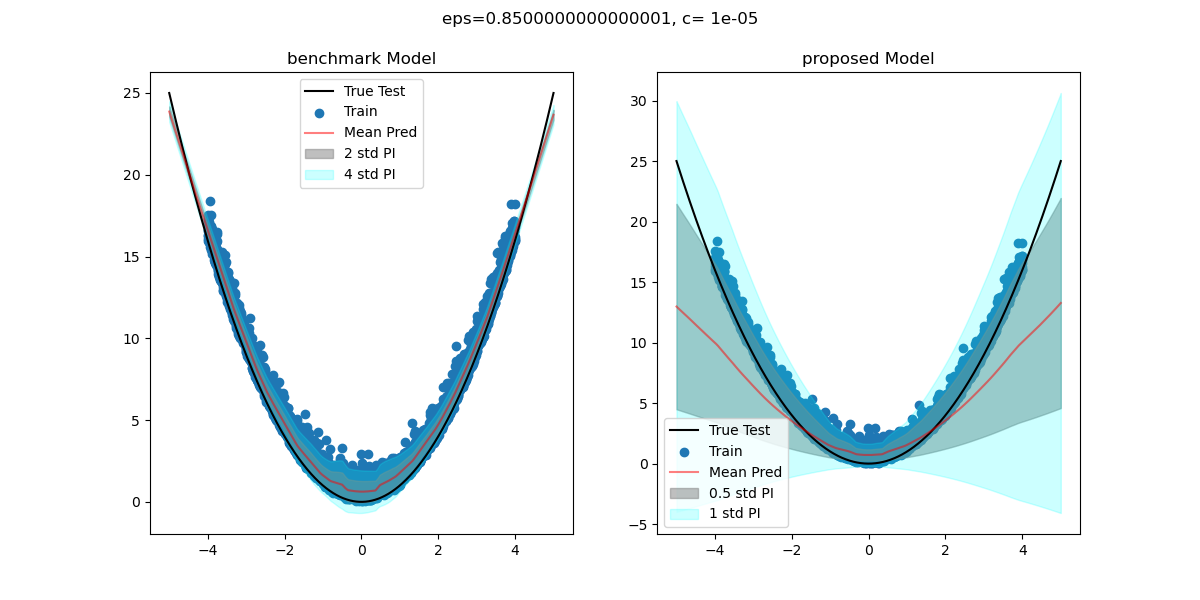 eps=0.8500000000000001, c= 1e-05
benchmark Model
True Test
Train
Mean Pred
2 std PI
4 std PI
25
20
15
10
5
0
−4
−2
0
2
4
proposed Model
30
25
20
15
10
5
0
−5
True Test
Train
Mean Pred
0.5 std PI
1 std PI
−4
−2
0
2
4